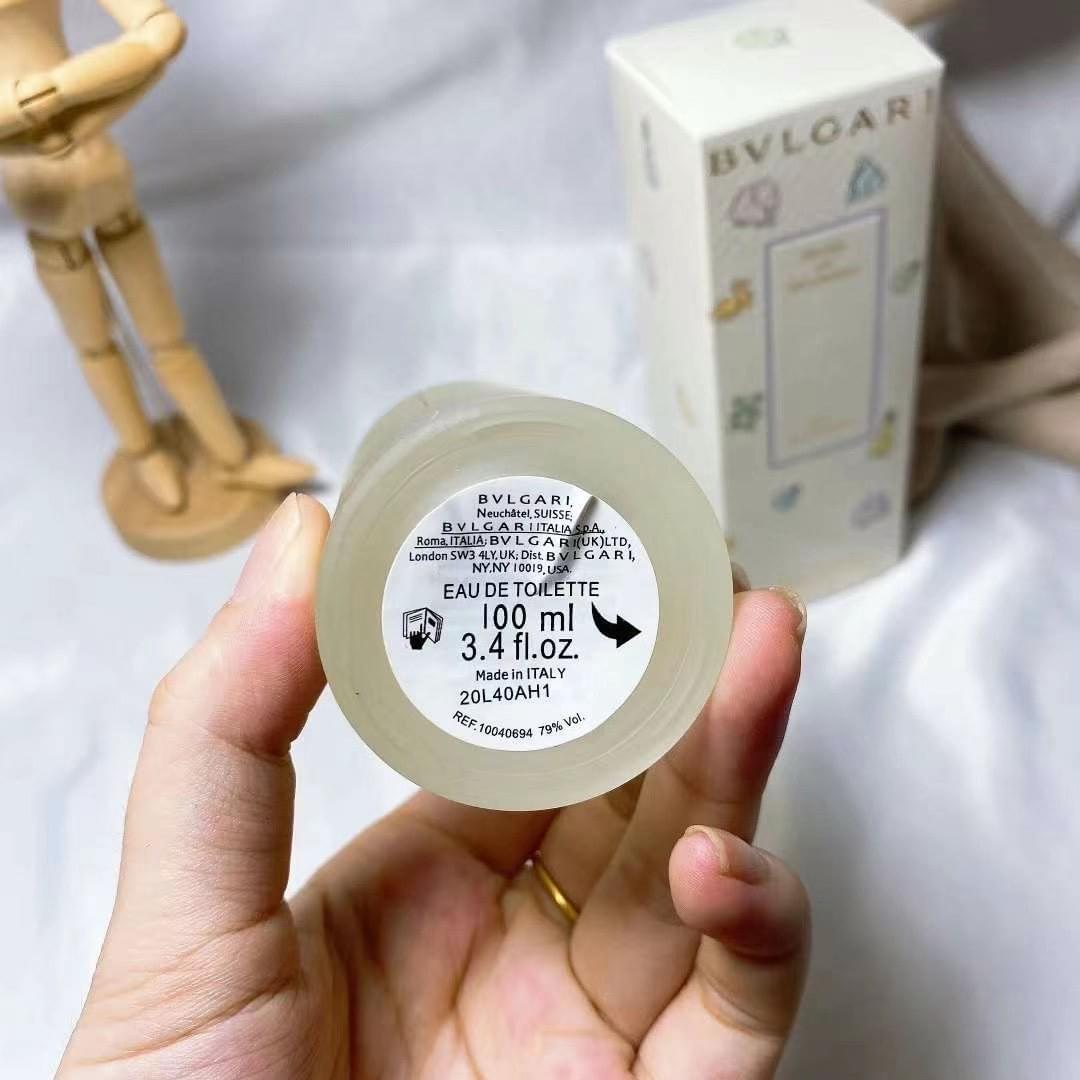 BVLGARI
BVLGARI,
Neuchâtel, SUISSE;
BVLGARI ITALIA S.p.A.,
Roma, ITALIA; BVLGARI (UK) LTD,
London SW3 4LY, UK; Dist. BVLGARI,
NY.NY 10019, USA.
EAU DE TOILETTE
100 ml
3.4 fl.oz.
Made in ITALY
20L40AH1
REF.10040694 79% Vol.